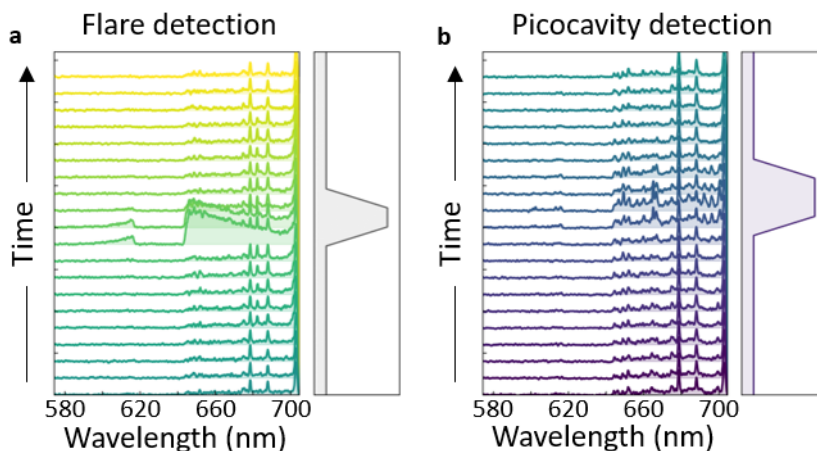 Flare detection
Picocavity detection
a
b
Time
Time
580 620 660 700
580 620 660 700
Wavelength (nm)
Wavelength (nm)